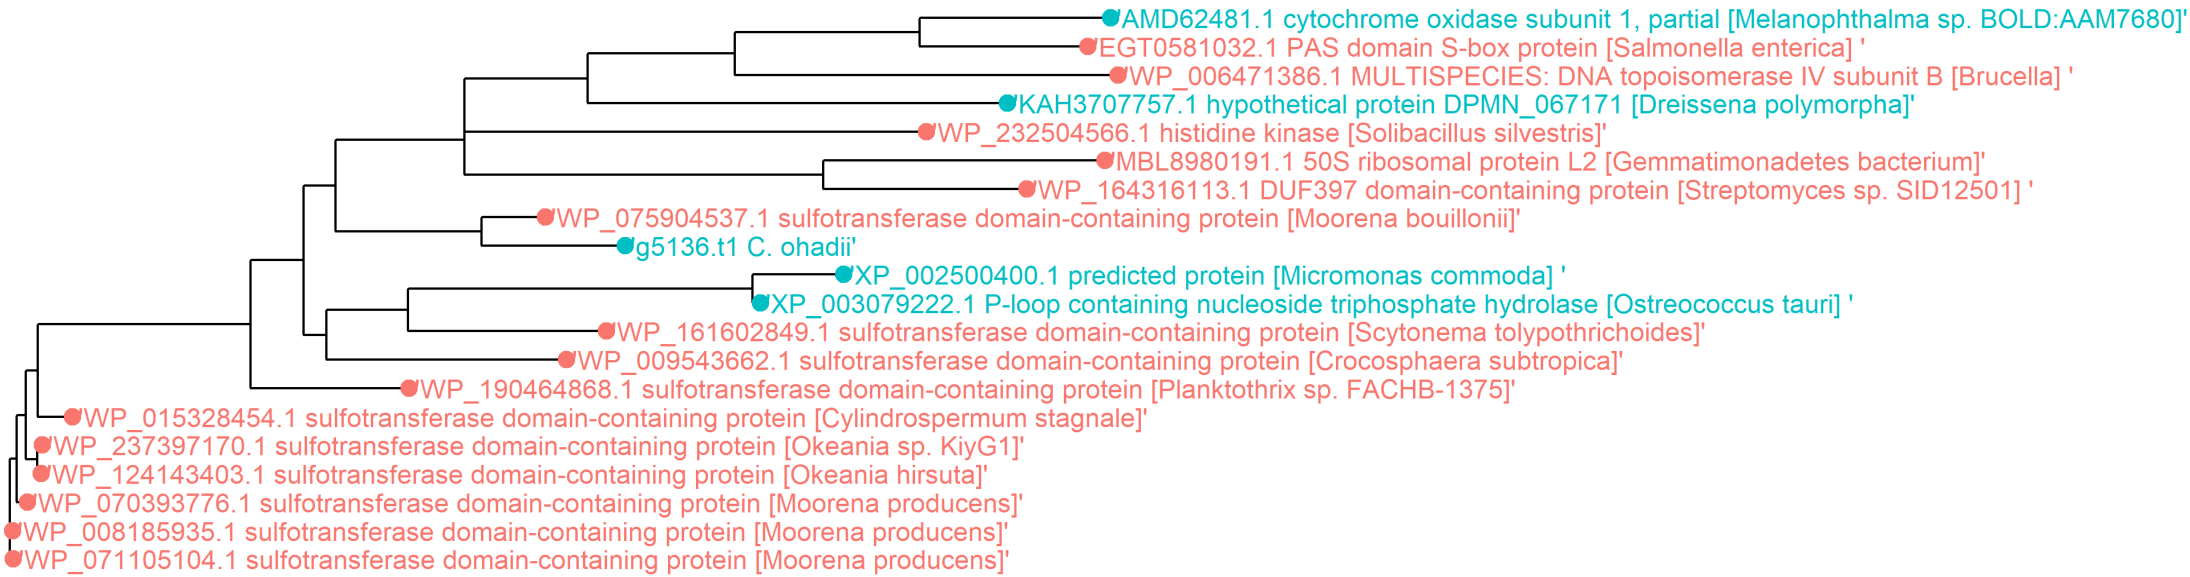 'AMD62481.1 cytochrome oxidase subunit 1, partial [Melanophthalma sp. BOLD:AAM7680]'
'EGT0581032.1 PAS domain S-box protein [Salmonella enterica] '
'WP_006471386.1 MULTISPECIES: DNA topoisomerase IV subunit B [Brucella] '
'KAH3707757.1 hypothetical protein DPMN_067171 [Dreissena polymorpha]'
'WP_232504566.1 histidine kinase [Solibacillus silvestris]'
'MBL8980191.1 50S ribosomal protein L2 [Gemmatimonadetes bacterium]'
'WP_164316113.1 DUF397 domain-containing protein [Streptomyces sp. SID12501] '
'WP_075904537.1 sulfotransferase domain-containing protein [Moorena bouillonii]'
'g5136.t1 C. ohadii'
'XP_002500400.1 predicted protein [Micromonas commoda] '
'XP_003079222.1 P-loop containing nucleoside triphosphate hydrolase [Ostreococcus tauri] '
'WP_161602849.1 sulfotransferase domain-containing protein [Scytonema tolypothrichoides]'
'WP_009543662.1 sulfotransferase domain-containing protein [Crocosphaera subtropica]'
'WP_190464868.1 sulfotransferase domain-containing protein [Planktothrix sp. FACHB-1375]'
'WP_015328454.1 sulfotransferase domain-containing protein [Cylindrospermum stagnale]'
'WP_237397170.1 sulfotransferase domain-containing protein [Okeania sp. KiyG1]'
'WP_124143403.1 sulfotransferase domain-containing protein [Okeania hirsuta]'
'WP_070393776.1 sulfotransferase domain-containing protein [Moorena producens]'
'WP_008185935.1 sulfotransferase domain-containing protein [Moorena producens]'
'WP_071105104.1 sulfotransferase domain-containing protein [Moorena producens]'